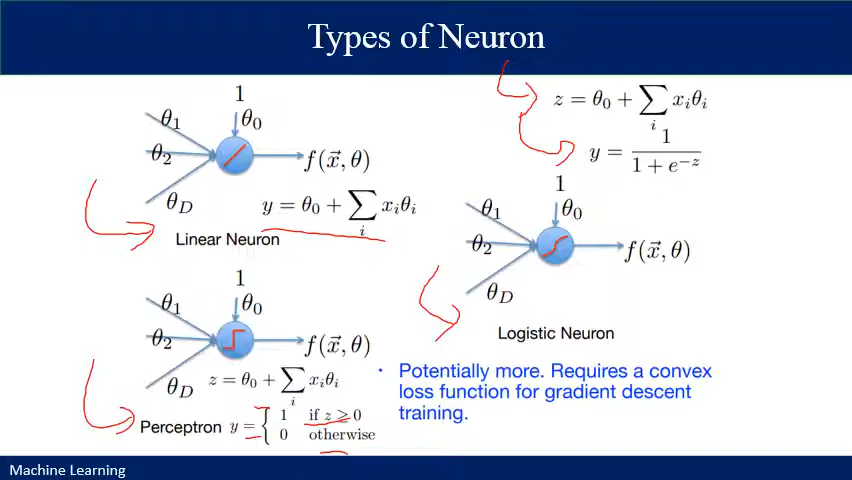 Types of Neuron
1
θ₁ θ₀
θ₂ f(x⃗, θ)
θ_D
y = θ₀ + ∑ᵢ xᵢθᵢ
Linear Neuron
1
θ₁ θ₀
θ₂ f(x⃗, θ)
θ_D z = θ₀ + ∑ᵢ xᵢθᵢ
Perceptron y = { 1 if z ≥ 0
0 otherwise
z = θ₀ + ∑ᵢ xᵢθᵢ
y = 1 / (1 + e^{−z})
1
θ₁ θ₀
θ₂ f(x⃗, θ)
θ_D
Logistic Neuron
• Potentially more. Requires a convex
loss function for gradient descent
training.
Machine Learning